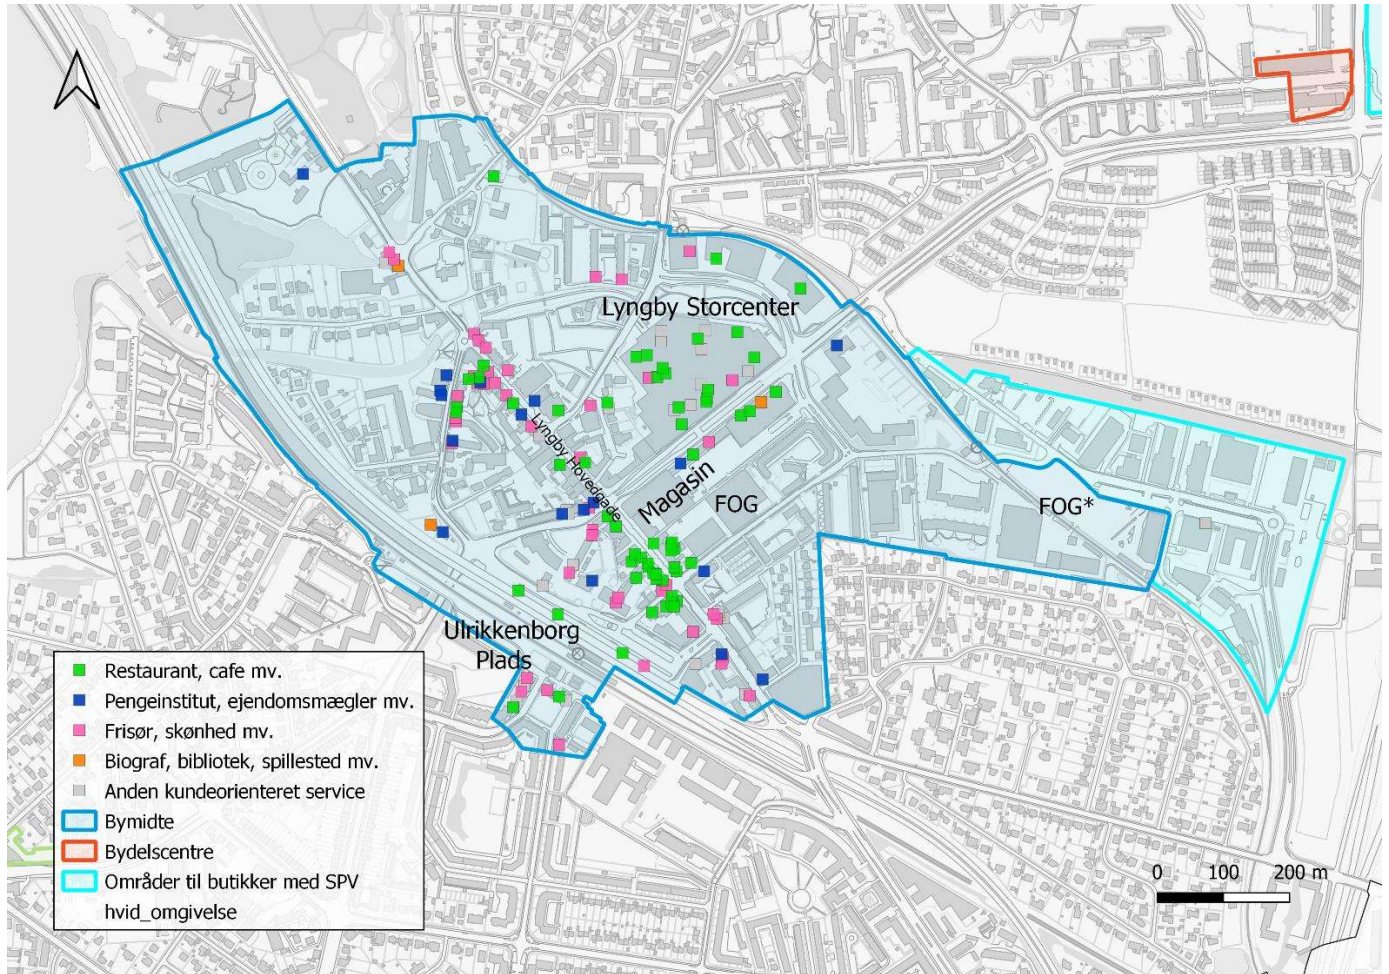 Lyngby Storcenter
Lyngby Hovedgade
Magasin
FOG
FOG*
Ulrikkenborg
Plads
Restaurant, cafe mv.
Pengeinstitut, ejendomsmægler mv.
Frisør, skønhed mv.
Biograf, bibliotek, spillested mv.
Anden kundeorienteret service
Bymidte
Bydelscentre
Områder til butikker med SPV
hvid_omgivelse
0 100 200 m